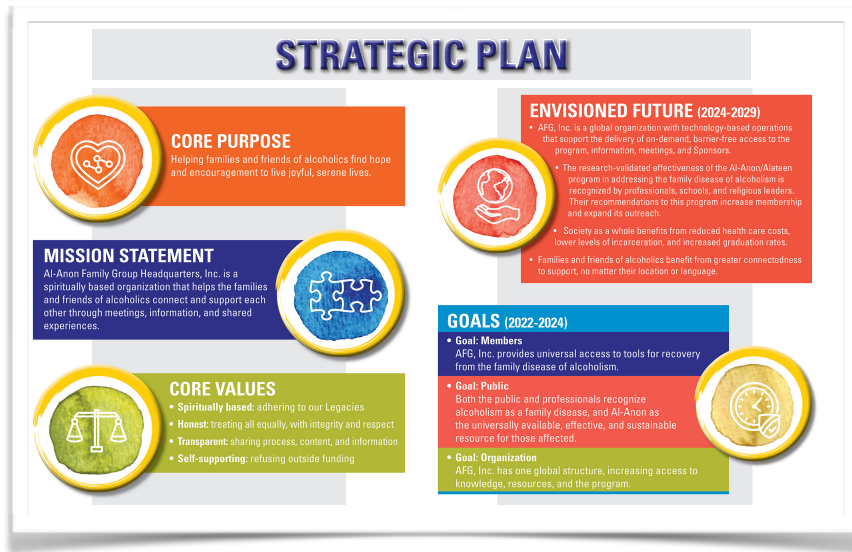 STRATEGIC PLAN
CORE PURPOSE
Helping families and friends of alcoholics find hope
and encouragement to live joyful, serene lives.
MISSION STATEMENT
Al-Anon Family Group Headquarters, Inc. is a
spiritually based organization that helps the families
and friends of alcoholics connect and support each
other through meetings, information, and shared
experiences.
CORE VALUES
• Spiritually based: adhering to our Legacies
• Honest: treating all equally, with integrity and respect
• Transparent: sharing process, content, and information
• Self-supporting: refusing outside funding
ENVISIONED FUTURE (2024-2029)
• AFG, Inc. is a global organization with technology-based operations
that support the delivery of on-demand, barrier-free access to the
program, information, meetings, and Sponsors.
• The research-validated effectiveness of the Al-Anon/Alateen
program in addressing the family disease of alcoholism is
recognized by professionals, schools, and religious leaders.
Their recommendations to this program increase membership
and expand its outreach.
• Society as a whole benefits from reduced health care costs,
lower levels of incarceration, and increased graduation rates.
• Families and friends of alcoholics benefit from greater connectedness
to support, no matter their location or language.
GOALS (2022-2024)
• Goal: Members
AFG, Inc. provides universal access to tools for recovery
from the family disease of alcoholism.
• Goal: Public
Both the public and professionals recognize
alcoholism as a family disease, and Al-Anon as
the universally available, effective, and sustainable
resource for those affected.
• Goal: Organization
AFG, Inc. has one global structure, increasing access to
knowledge, resources, and the program.